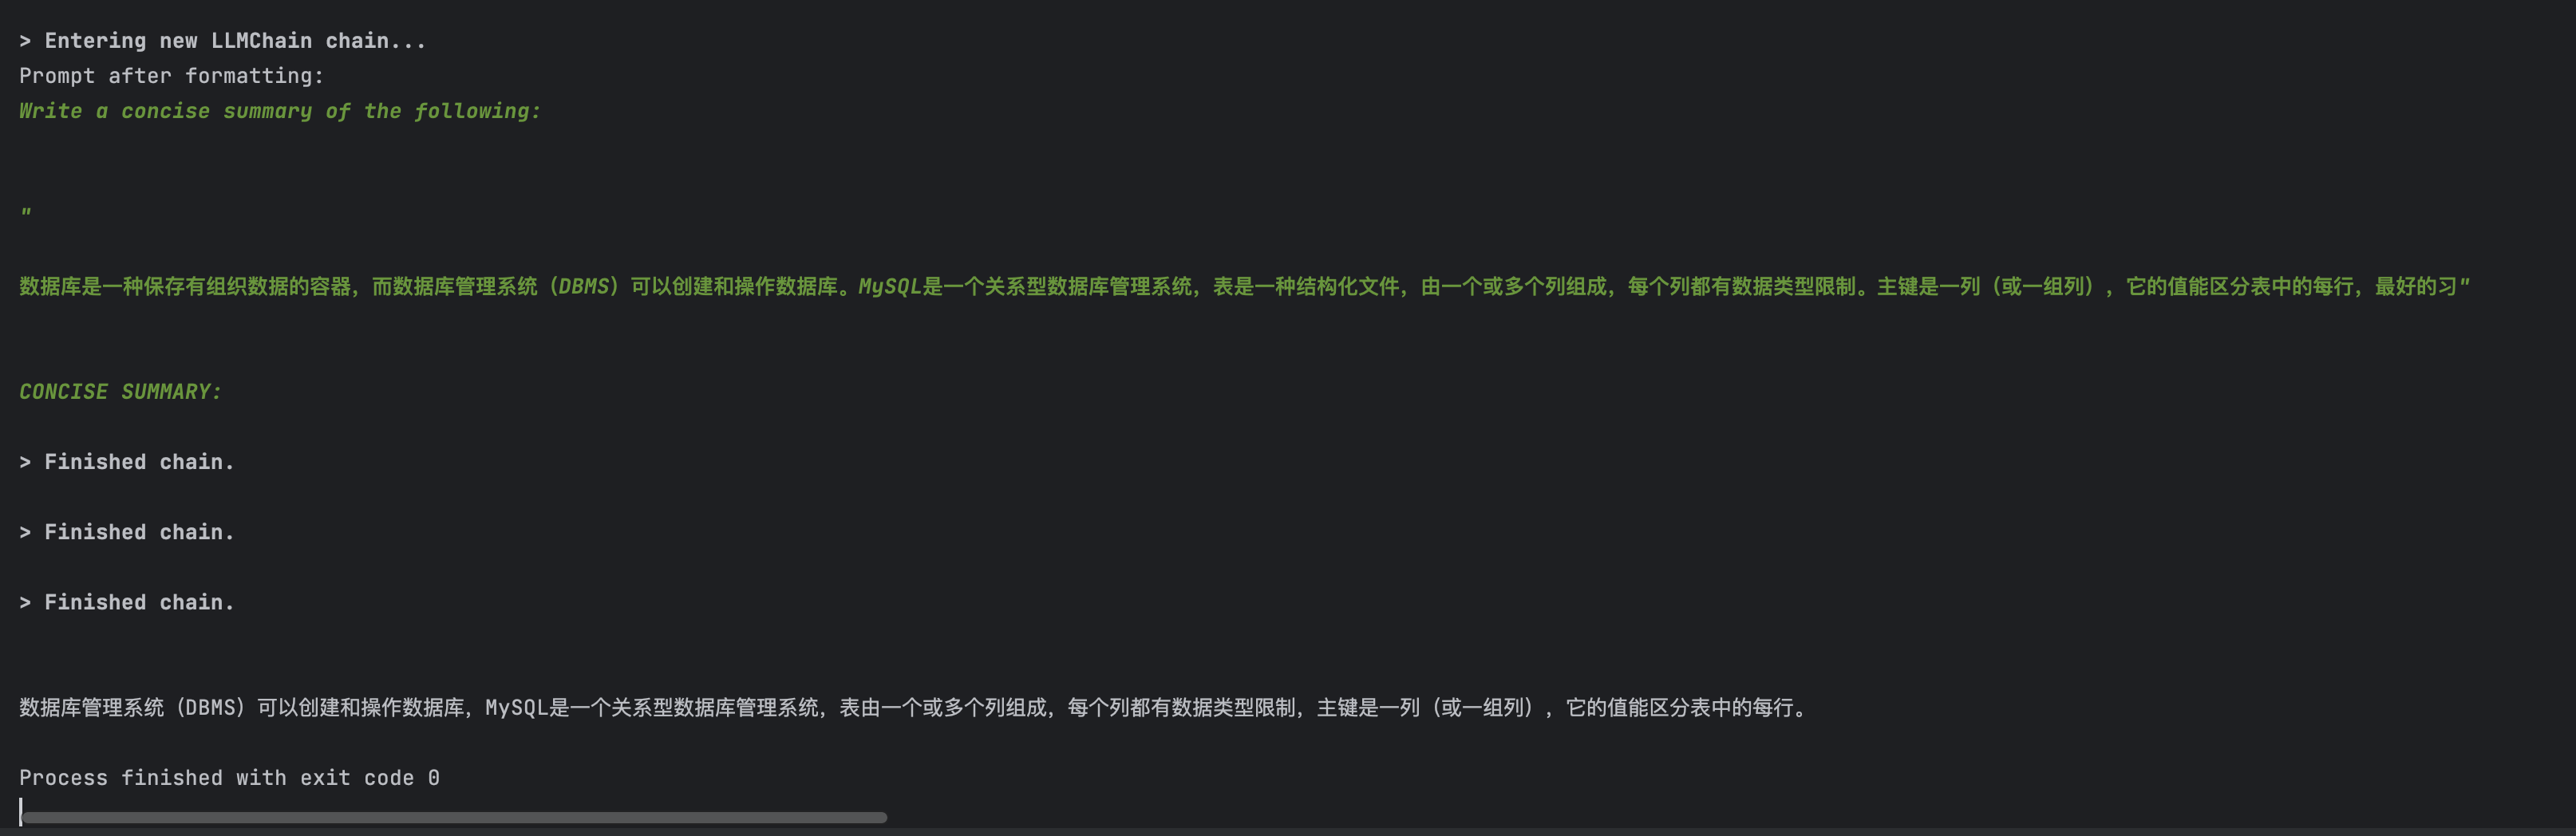 > Entering new LLMChain chain...
Prompt after formatting:
Write a concise summary of the following:
"
数据库是一种保存有组织数据的容器，而数据库管理系统（DBMS）可以创建和操作数据库。MySQL是一个关系型数据库管理系统，表是一种结构化文件，由一个或多个列组成，每个列都有数据类型限制。主键是一列（或一组列），它的值能区分表中的每行，最好的习"
CONCISE SUMMARY:
> Finished chain.
> Finished chain.
> Finished chain.
数据库管理系统（DBMS）可以创建和操作数据库，MySQL是一个关系型数据库管理系统，表由一个或多个列组成，每个列都有数据类型限制，主键是一列（或一组列），它的值能区分表中的每行。
Process finished with exit code 0